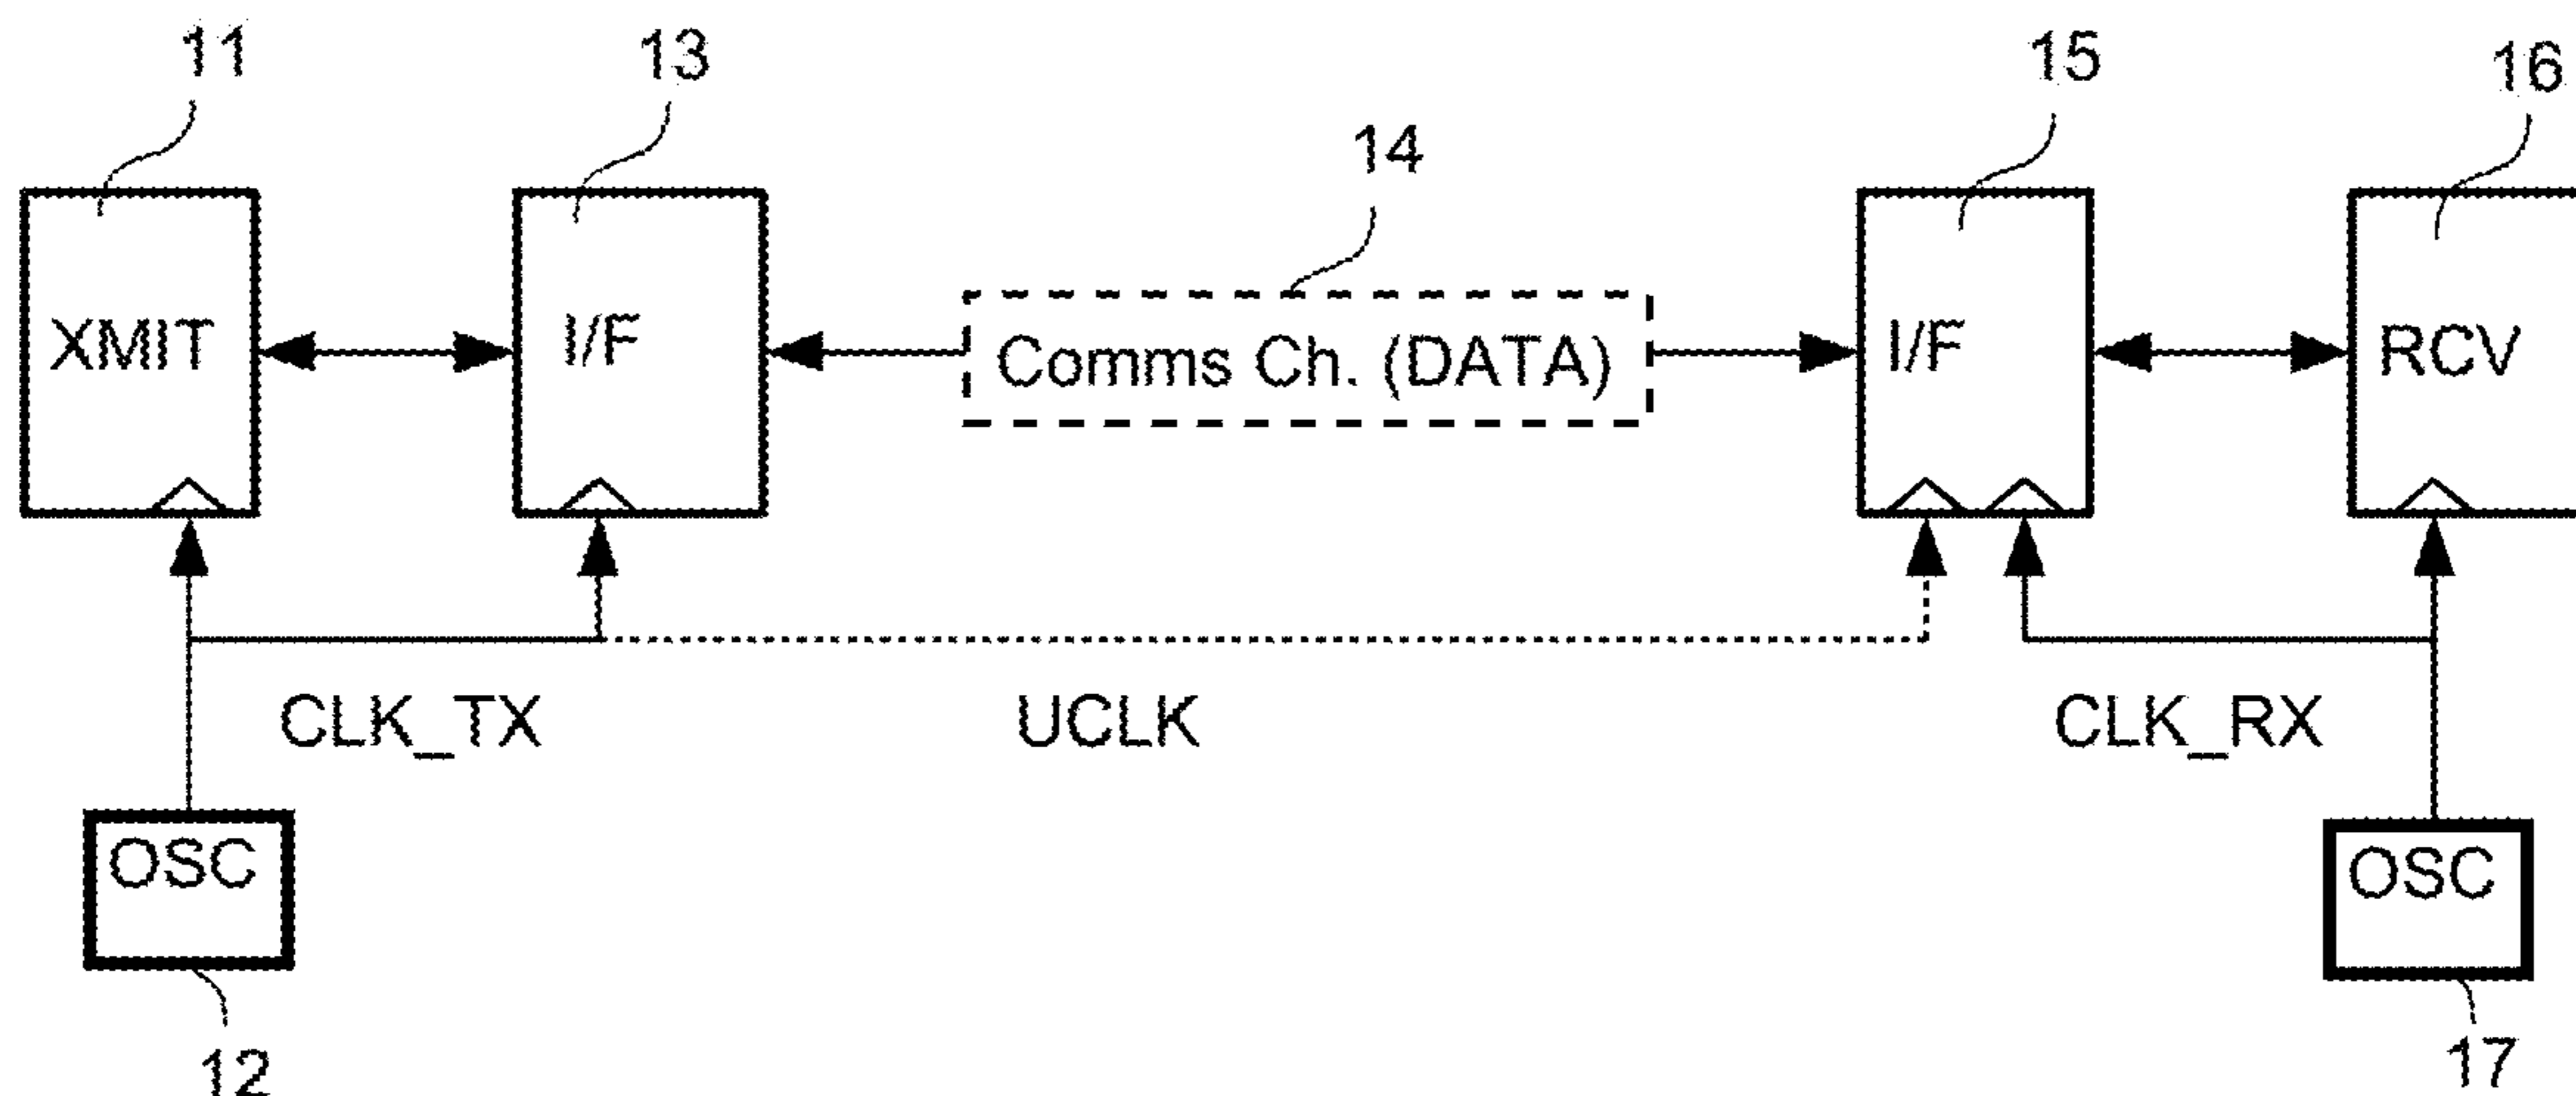 11
13
15
16
14
XMIT
I/F
Comms Ch. (DATA)
I/F
RCV
CLK_TX
UCLK
CLK_RX
OSC
OSC
12
17